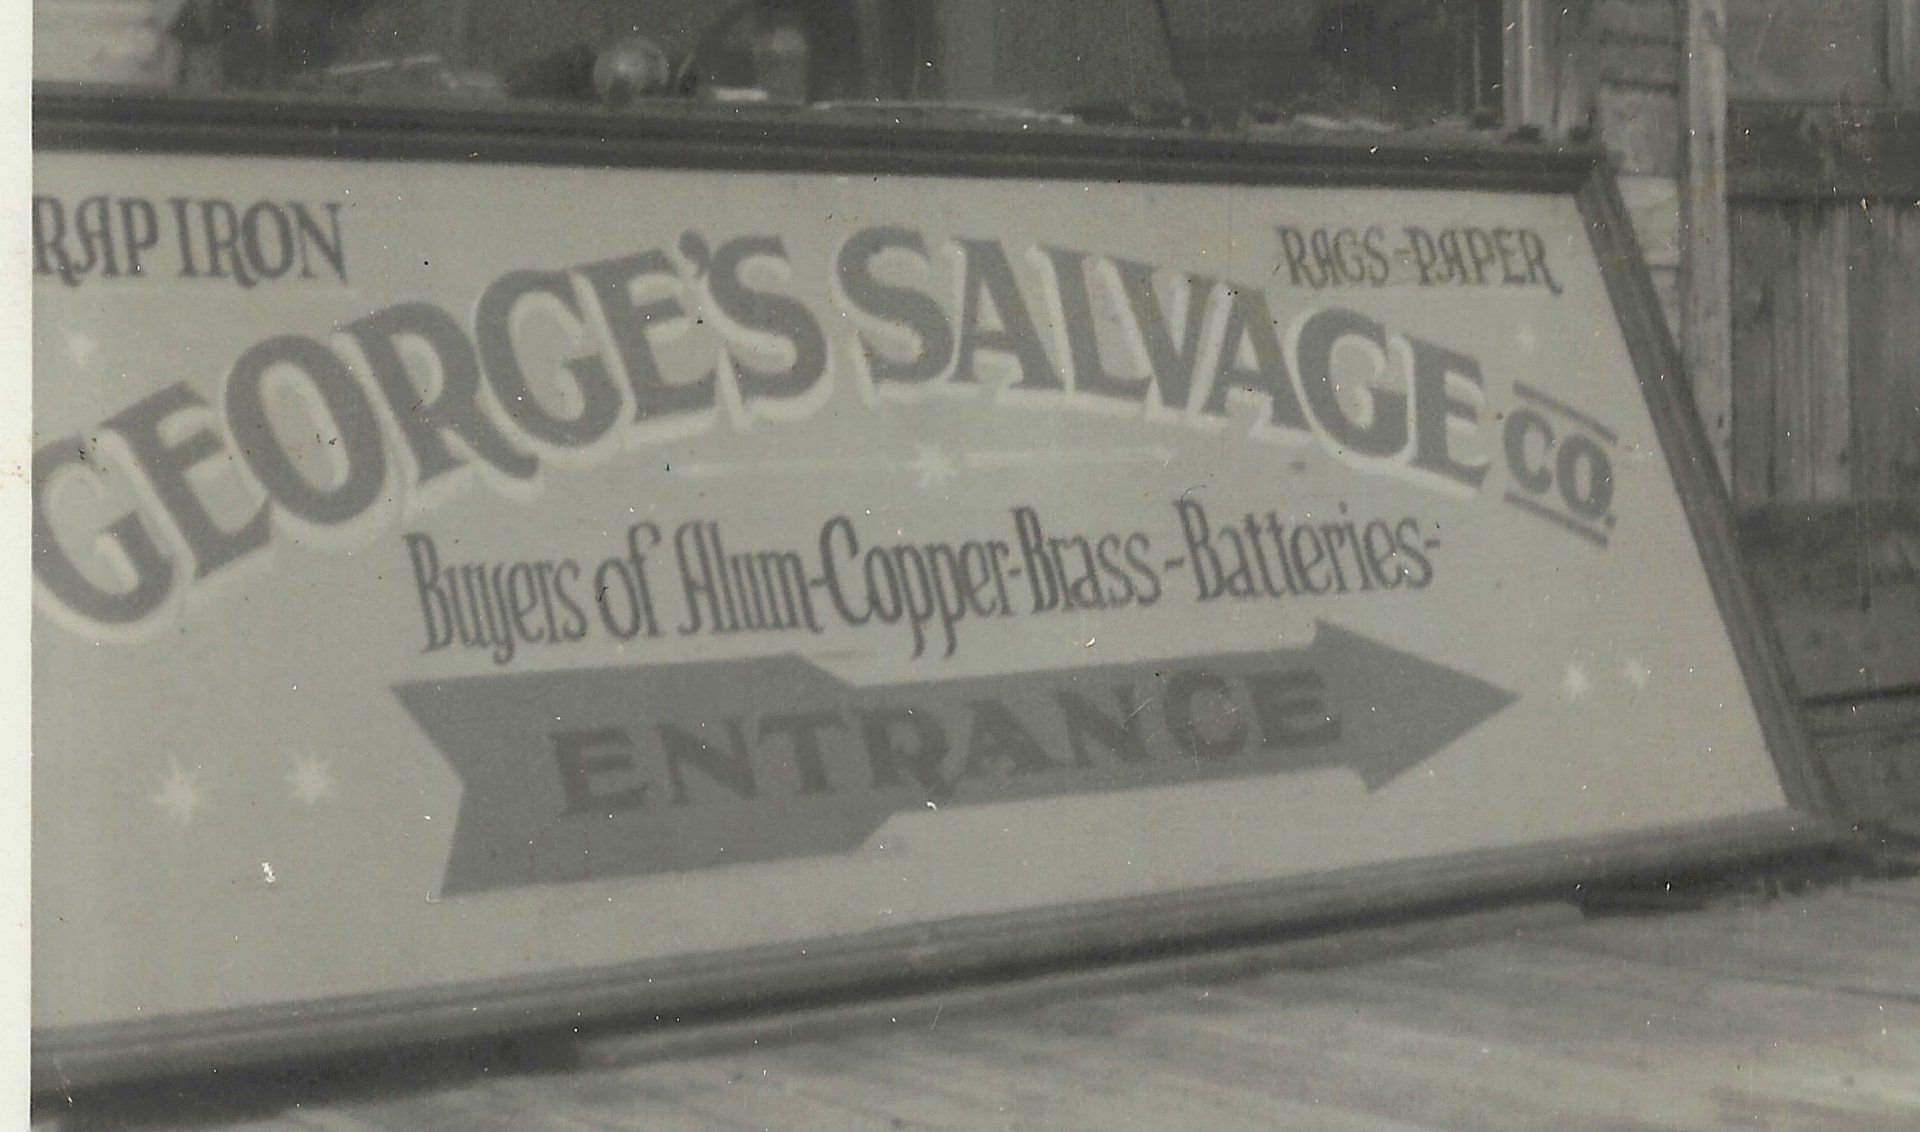 RAP IRON
RAGS-PAPER
GEORGE'S SALVAGE CO.
Buyers of Alum-Copper-Brass-Batteries-
ENTRANCE